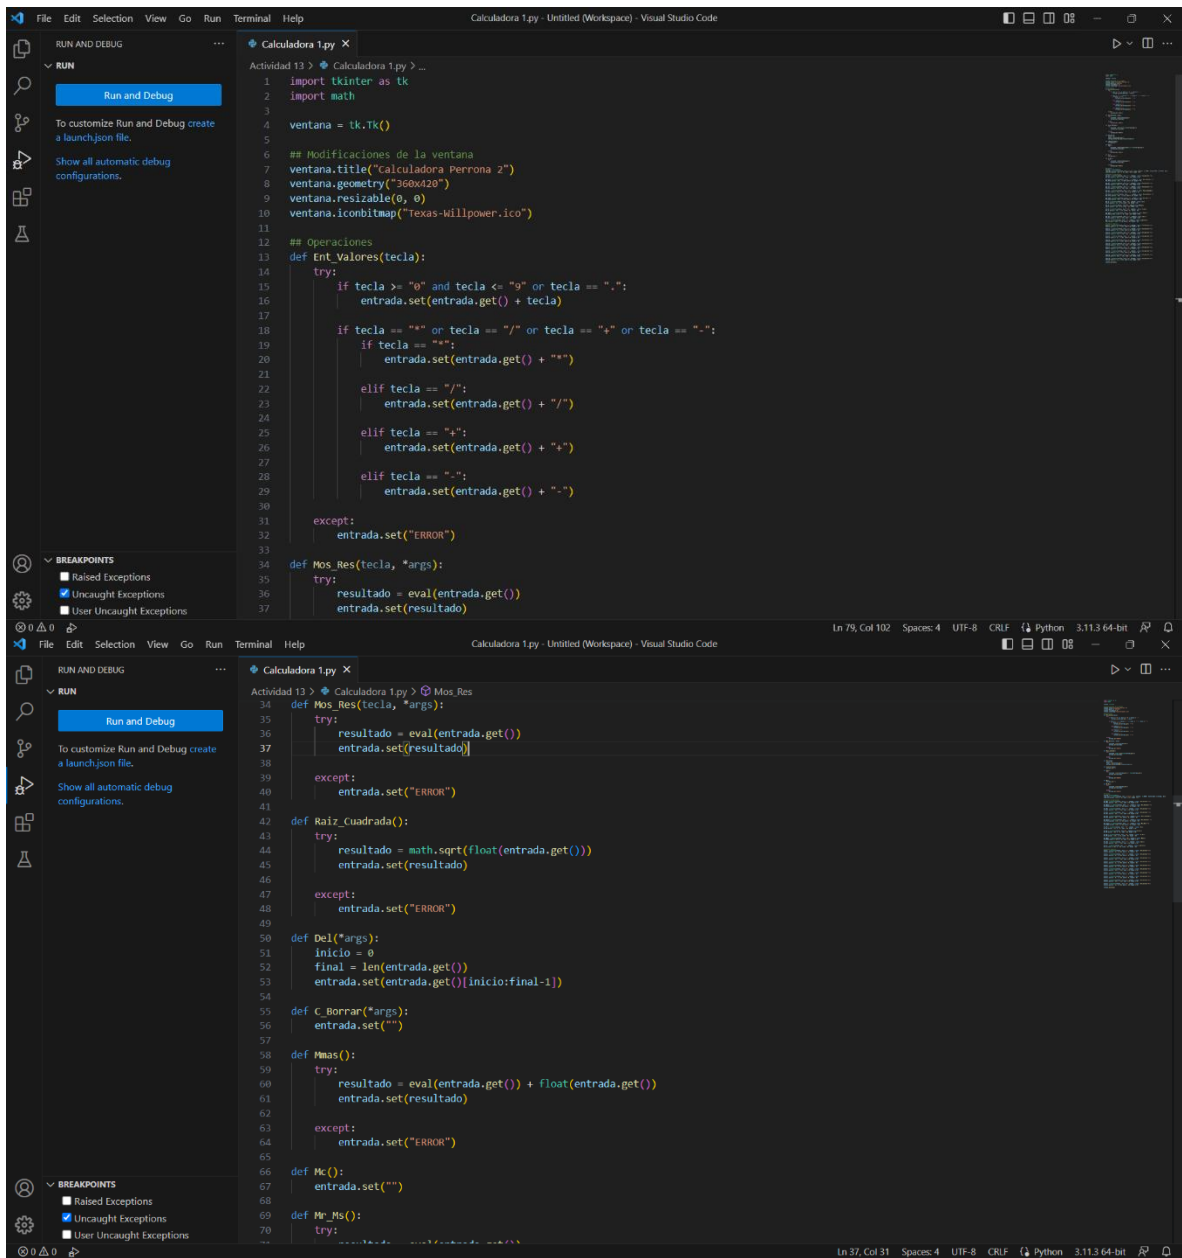 File Edit Selection View Go Run Terminal Help Calculadora 1.py - Untitled (Workspace) - Visual Studio Code
RUN AND DEBUG ...
Calculadora 1.py
RUN
Actividad 13 > Calculadora 1.py > ...
Run and Debug
To customize Run and Debug create
a launch.json file.
Show all automatic debug
configurations.
1 import tkinter as tk
2 import math
3
4 ventana = tk.Tk()
5
6 ## Modificaciones de la ventana
7 ventana.title("Calculadora Perrona 2")
8 ventana.geometry("360x420")
9 ventana.resizable(0, 0)
10 ventana.iconbitmap("Texas-Willpower.ico")
11
12 ## Operaciones
13 def Ent_Valores(tecla):
14 try:
15 if tecla >= "0" and tecla <= "9" or tecla == ".":
16 entrada.set(entrada.get() + tecla)
17
18 if tecla == "*" or tecla == "/" or tecla == "+" or tecla == "-":
19 if tecla == "*":
20 entrada.set(entrada.get() + "*")
21
22 elif tecla == "/":
23 entrada.set(entrada.get() + "/")
24
25 elif tecla == "+":
26 entrada.set(entrada.get() + "+")
27
28 elif tecla == "-":
29 entrada.set(entrada.get() + "-")
30
31 except:
32 entrada.set("ERROR")
33
34 def Mos_Res(tecla, *args):
35 try:
36 resultado = eval(entrada.get())
37 entrada.set(resultado)
BREAKPOINTS
Raised Exceptions
Uncaught Exceptions
User Uncaught Exceptions
0 0 Ln 79, Col 102 Spaces: 4 UTF-8 CRLF Python 3.11.3 64-bit
File Edit Selection View Go Run Terminal Help Calculadora 1.py - Untitled (Workspace) - Visual Studio Code
RUN AND DEBUG ...
Calculadora 1.py
RUN
Actividad 13 > Calculadora 1.py > Mos_Res
Run and Debug
To customize Run and Debug create
a launch.json file.
Show all automatic debug
configurations.
34 def Mos_Res(tecla, *args):
35 try:
36 resultado = eval(entrada.get())
37 entrada.set(resultado)
38
39 except:
40 entrada.set("ERROR")
41
42 def Raiz_Cuadrada():
43 try:
44 resultado = math.sqrt(float(entrada.get()))
45 entrada.set(resultado)
46
47 except:
48 entrada.set("ERROR")
49
50 def Del(*args):
51 inicio = 0
52 final = len(entrada.get())
53 entrada.set(entrada.get()[inicio:final-1])
54
55 def C_Borrar(*args):
56 entrada.set("")
57
58 def Mmas():
59 try:
60 resultado = eval(entrada.get()) + float(entrada.get())
61 entrada.set(resultado)
62
63 except:
64 entrada.set("ERROR")
65
66 def Mc():
67 entrada.set("")
68
69 def Mr_Ms():
70 try:
BREAKPOINTS
Raised Exceptions
Uncaught Exceptions
User Uncaught Exceptions
0 0 Ln 37, Col 31 Spaces: 4 UTF-8 CRLF Python 3.11.3 64-bit